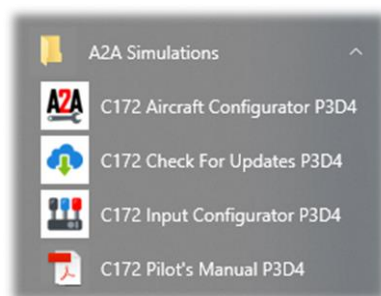 A2A Simulations
A2A
C172 Aircraft Configurator P3D4
C172 Check For Updates P3D4
C172 Input Configurator P3D4
C172 Pilot's Manual P3D4